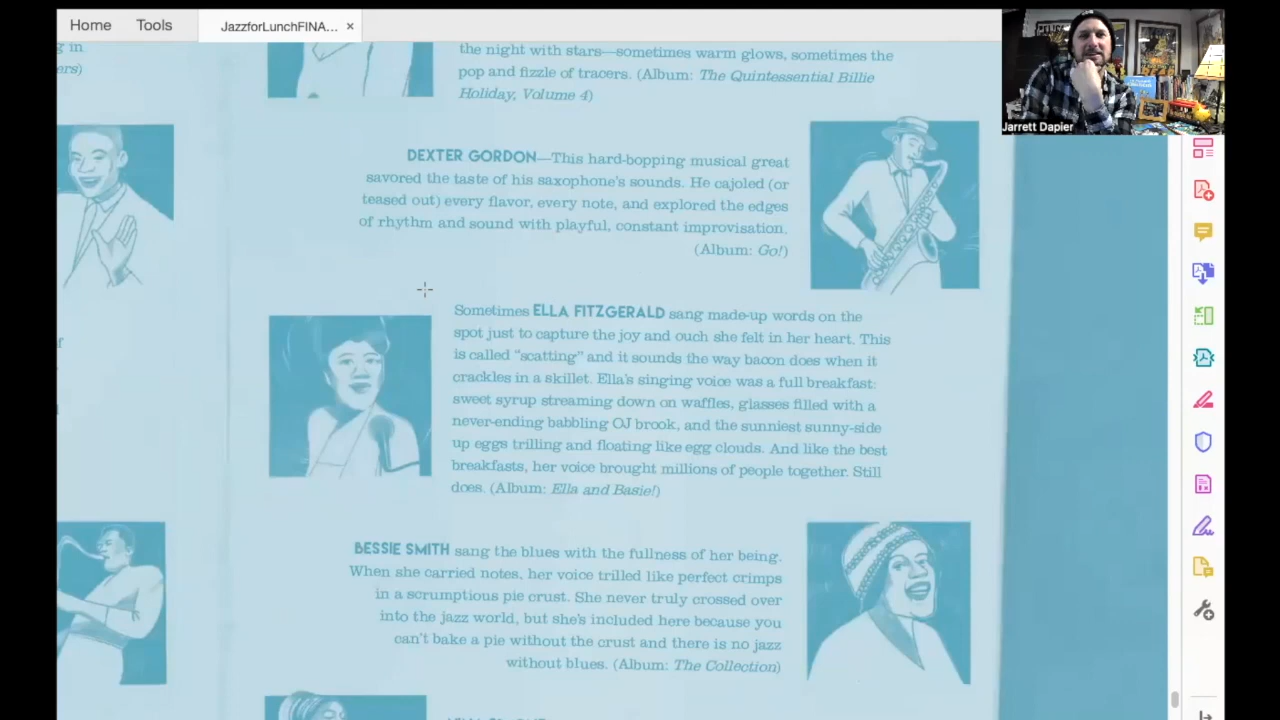 Home
Tools
JazzforLunchFINA...
×
Jarrett Dapier
g in
ers)
the night with stars—sometimes warm glows, sometimes the
pop and fizzle of tracers. (Album: The Quintessential Billie
Holiday, Volume 4)
DEXTER GORDON—This hard-bopping musical great
savored the taste of his saxophone's sounds. He cajoled (or
teased out) every flavor, every note, and explored the edges
of rhythm and sound with playful, constant improvisation.
(Album: Go!)
of
Sometimes ELLA FITZGERALD sang made-up words on the
spot just to capture the joy and ouch she felt in her heart. This
is called “scatting” and it sounds the way bacon does when it
crackles in a skillet. Ella's singing voice was a full breakfast:
sweet syrup streaming down on waffles, glasses filled with a
never-ending babbling OJ brook, and the sunniest sunny-side
up eggs trilling and floating like egg clouds. And like the best
breakfasts, her voice brought millions of people together. Still
does. (Album: Ella and Basie!)
BESSIE SMITH sang the blues with the fullness of her being.
When she carried notes, her voice trilled like perfect crimps
in a scrumptious pie crust. She never truly crossed over
into the jazz world, but she's included here because you
can't bake a pie without the crust and there is no jazz
without blues. (Album: The Collection)